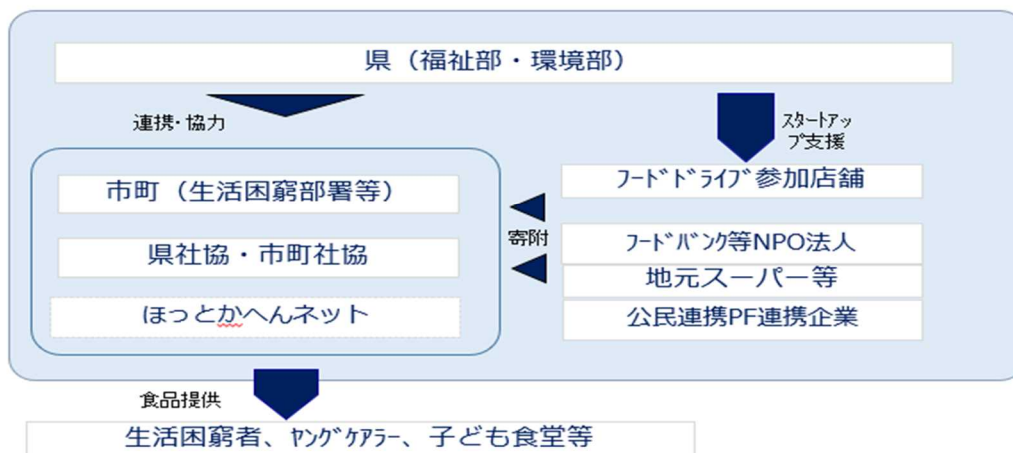 県（福祉部・環境部）
連携・協力
ｽﾀｰﾄｱｯ
ﾌﾟ支援
市町（生活困窮部署等）
県社協・市町社協
ほっとかへんネット
寄附
ﾌｰﾄﾞﾄﾞﾗｲﾌﾞ参加店舗
ﾌｰﾄﾞﾊﾞﾝｸ等NPO法人
地元スーパー等
公民連携PF連携企業
食品提供
生活困窮者、ﾔﾝｸﾞｹｱﾗｰ、子ども食堂等